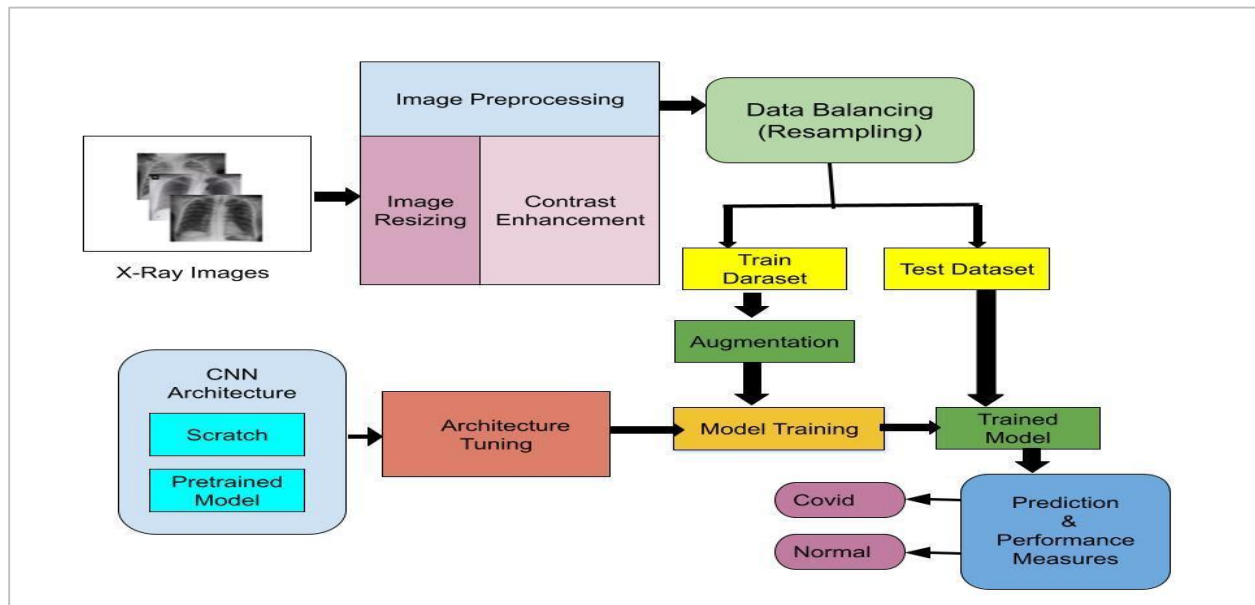 Image Preprocessing
Image
Resizing
Contrast
Enhancement
X-Ray Images
Data Balancing
(Resampling)
Train
Daraset
Test Dataset
Augmentation
CNN
Architecture
Scratch
Pretrained
Model
Architecture
Tuning
Model Training
Trained
Model
Covid
Normal
Prediction
&
Performance
Measures